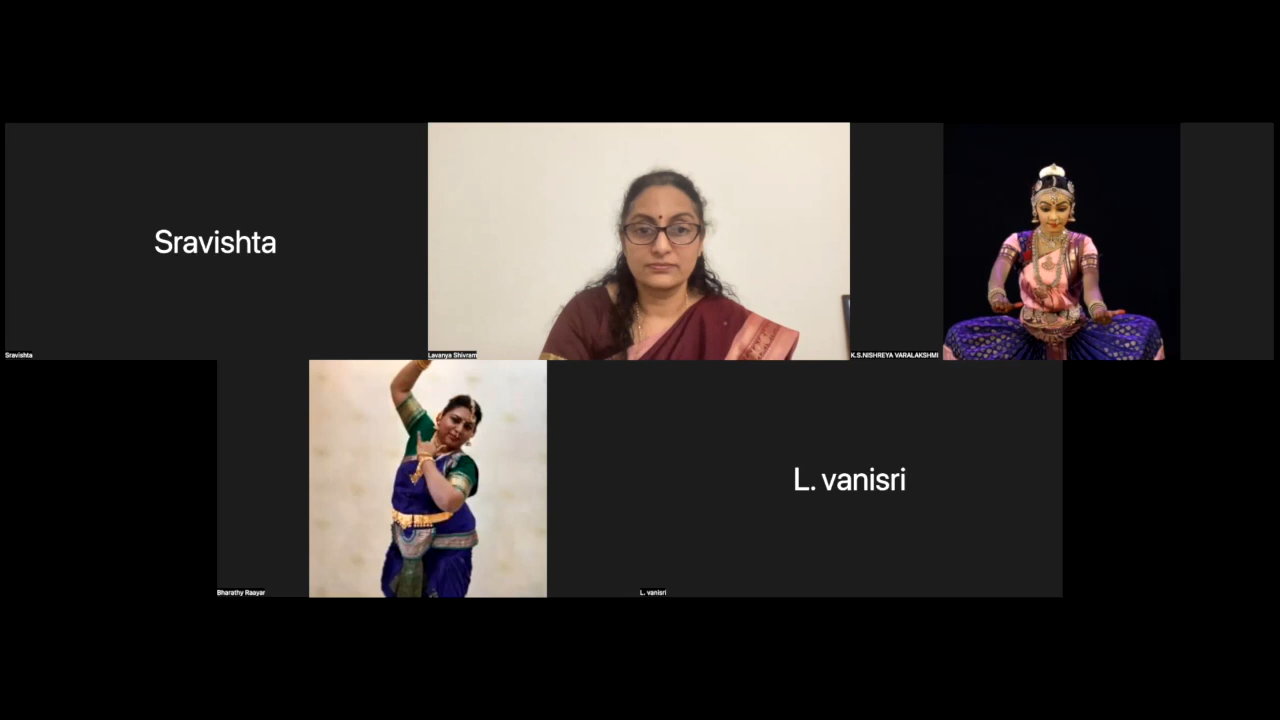 Sravishta
Sravishta
Lavanya Shivram
K.S.NISHREYA VARALAKSHMI
L. vanisri
Bharathy Raayar
L. vanisri